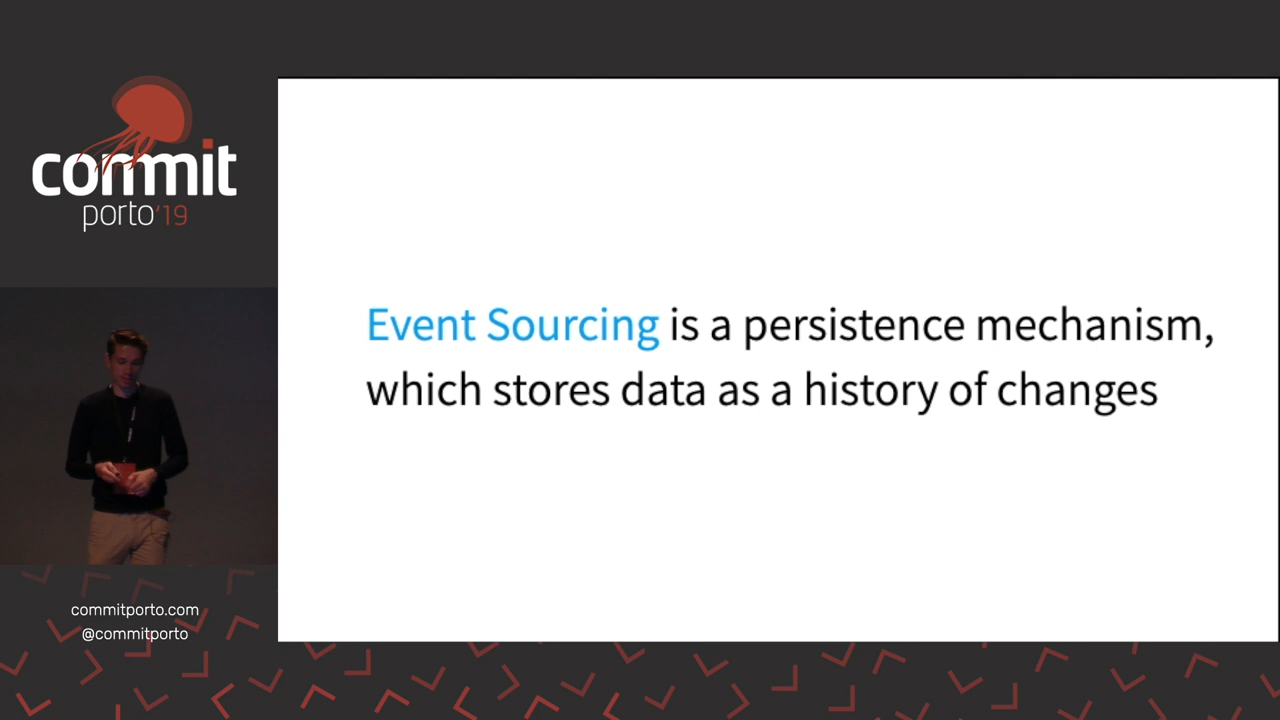 commit
porto'19
Event Sourcing is a persistence mechanism,
which stores data as a history of changes
commitporto.com
@commitporto